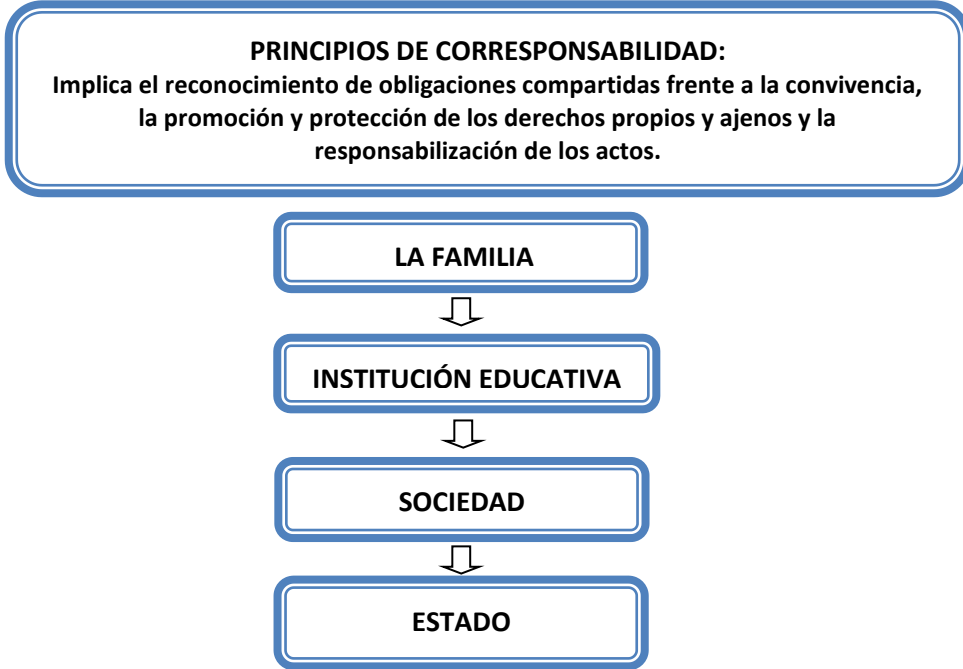 PRINCIPIOS DE CORRESPONSABILIDAD:
Implica el reconocimiento de obligaciones compartidas frente a la convivencia,
la promoción y protección de los derechos propios y ajenos y la
responsabilización de los actos.
LA FAMILIA
INSTITUCIÓN EDUCATIVA
SOCIEDAD
ESTADO